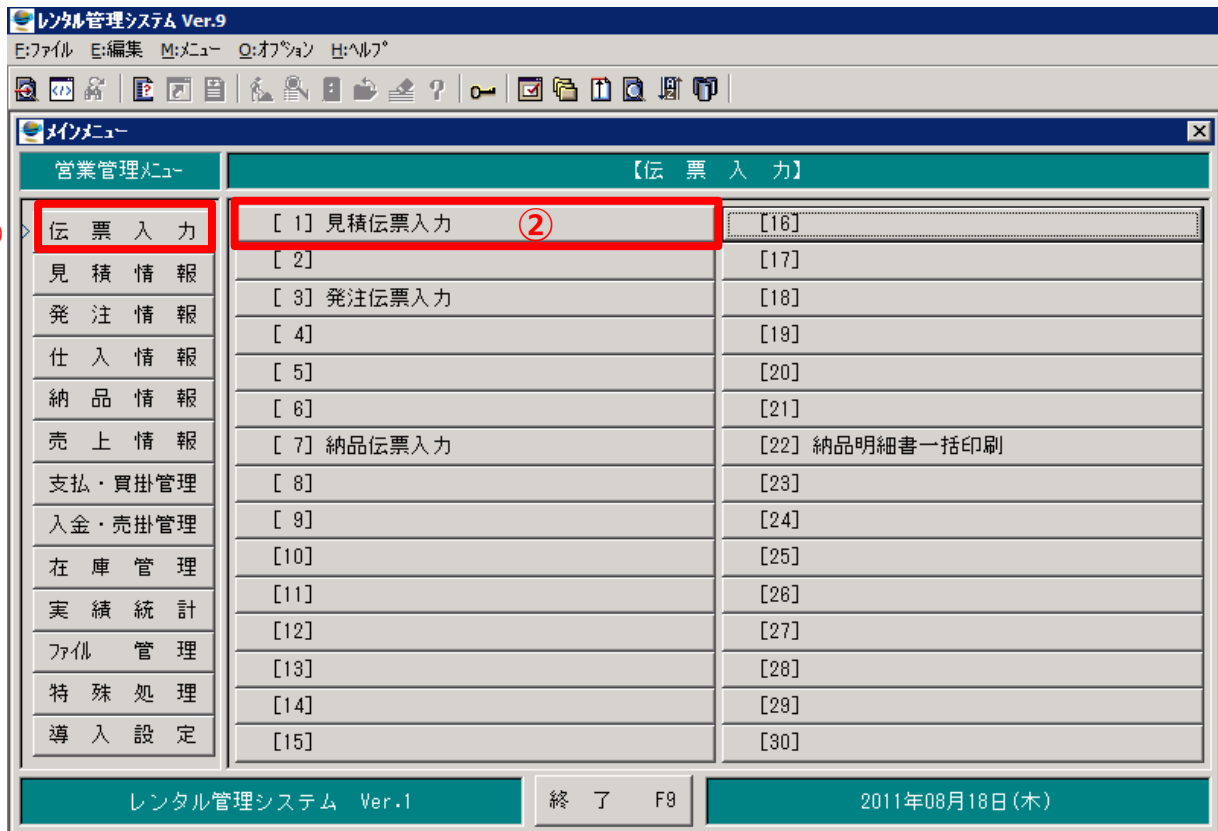 レンタル管理システム Ver.9
F:ファイル E:編集 M:メニュー O:オプション H:ヘルプ
メインメニュー
営業管理メニュー 【伝 票 入 力】
伝 票 入 力
見 積 情 報
発 注 情 報
仕 入 情 報
納 品 情 報
売 上 情 報
支払・買掛管理
入金・売掛管理
在 庫 管 理
実 績 統 計
ファイル 管 理
特 殊 処 理
導 入 設 定
[ 1] 見積伝票入力 ②
[ 2]
[ 3] 発注伝票入力
[ 4]
[ 5]
[ 6]
[ 7] 納品伝票入力
[ 8]
[ 9]
[10]
[11]
[12]
[13]
[14]
[15]
[16]
[17]
[18]
[19]
[20]
[21]
[22] 納品明細書一括印刷
[23]
[24]
[25]
[26]
[27]
[28]
[29]
[30]
レンタル管理システム Ver.1 終 了 F9 2011年08月18日(木)